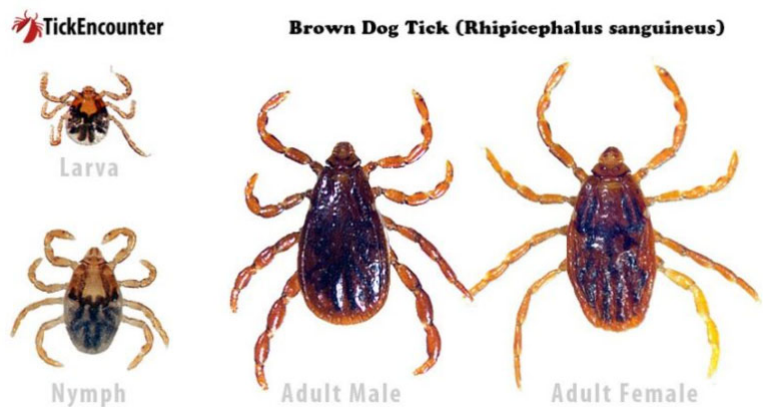 TickEncounter
Brown Dog Tick (Rhipicephalus sanguineus)
Larva
Nymph
Adult Male
Adult Female